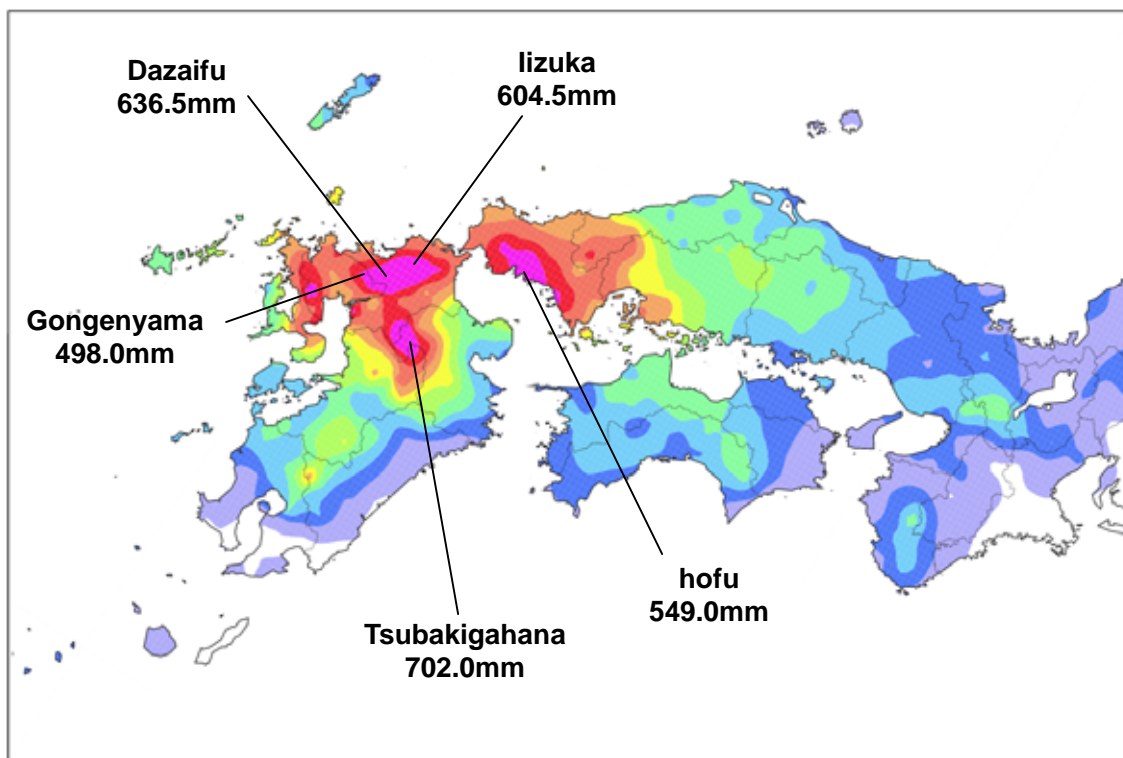 Dazaifu
636.5mm
Iizuka
604.5mm
Gongenyama
498.0mm
hofu
549.0mm
Tsubakigahana
702.0mm